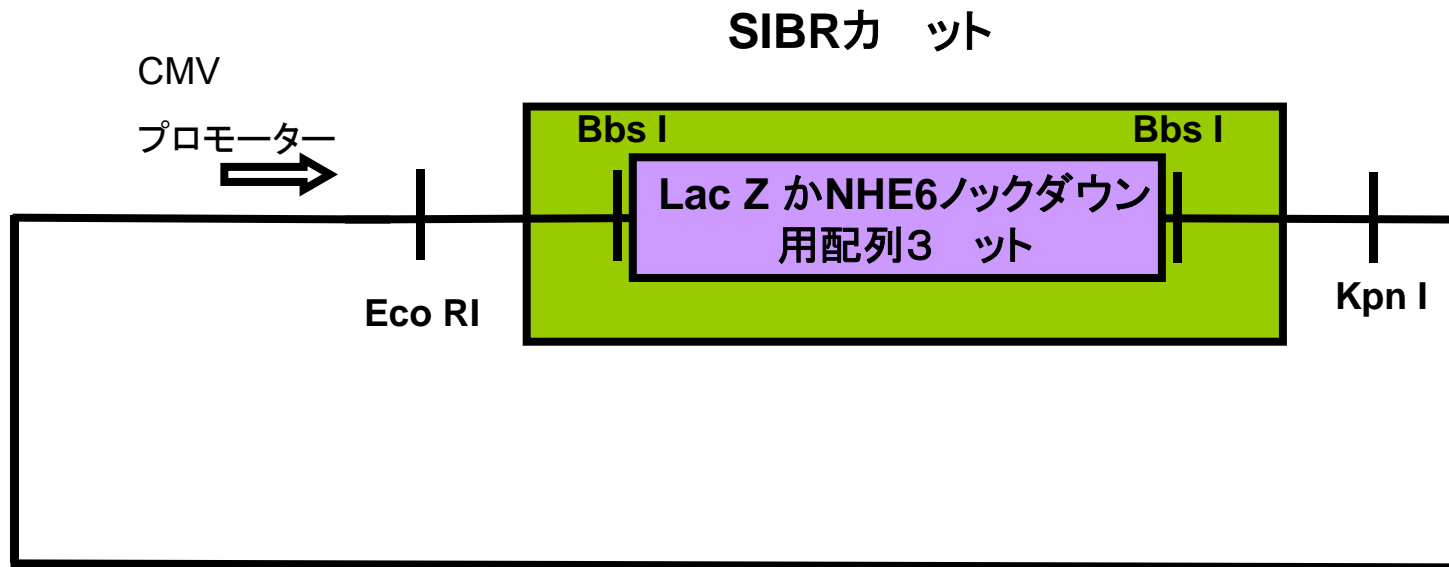 SIBRカ ット
CMV
プロモーター
Bbs I
Bbs I
Lac Z かNHE6ノックダウン
用配列3 ット
Eco RI
Kpn I